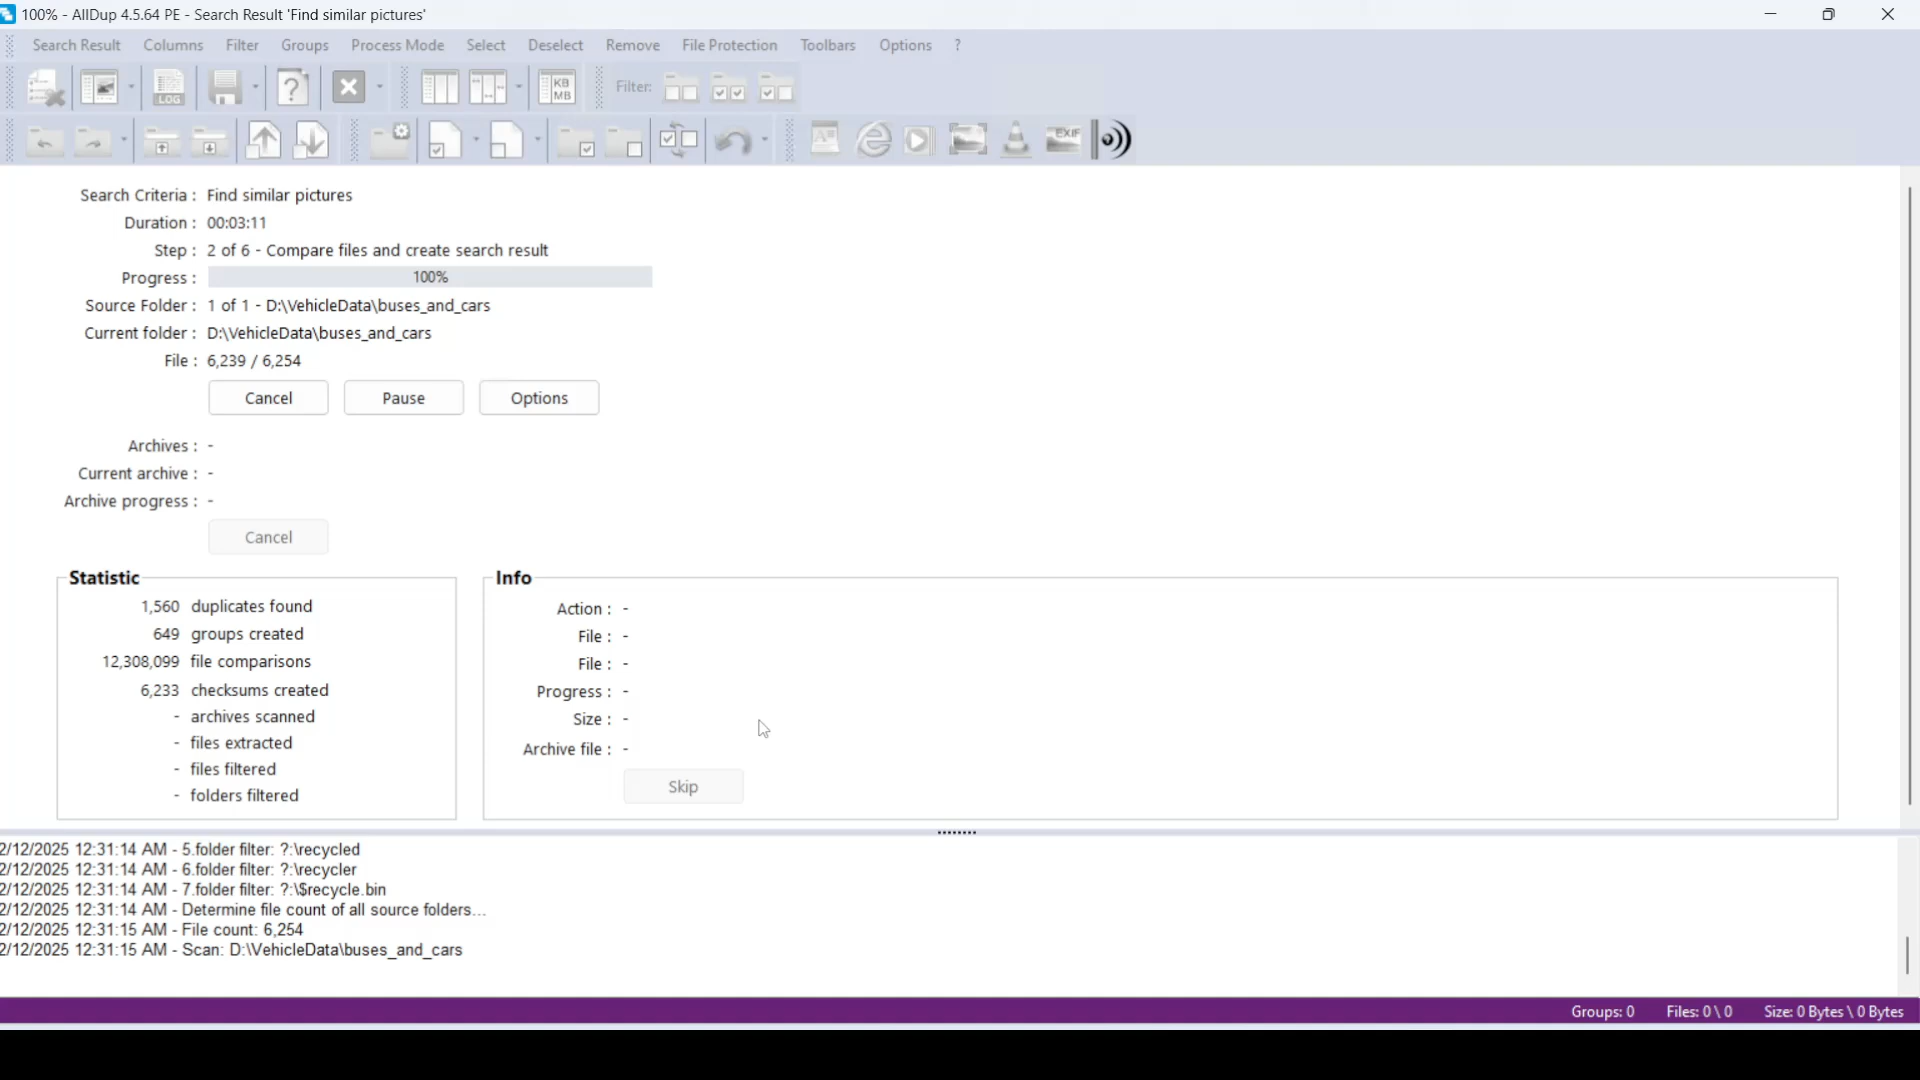 100% - AllDup 4.5.64 PE - Search Result 'Find similar pictures'
Search Result Columns Filter Groups Process Mode Select Deselect Remove File Protection Toolbars Options ?
LOG ? KB MB Filter:
EXIF
Search Criteria : Find similar pictures
Duration : 00:03:11
Step : 2 of 6 - Compare files and create search result
Progress : 100%
Source Folder : 1 of 1 - D:\VehicleData\buses_and_cars
Current folder : D:\VehicleData\buses_and_cars
File : 6,239 / 6,254
Cancel Pause Options
Archives : -
Current archive : -
Archive progress : -
Cancel
Statistic
1,560 duplicates found
649 groups created
12,308,099 file comparisons
6,233 checksums created
- archives scanned
- files extracted
- files filtered
- folders filtered
Info
Action : -
File : -
File : -
Progress : -
Size : -
Archive file : -
Skip
2/12/2025 12:31:14 AM - 5.folder filter: ?:\recycled
2/12/2025 12:31:14 AM - 6.folder filter: ?:\recycler
2/12/2025 12:31:14 AM - 7.folder filter: ?:\$recycle.bin
2/12/2025 12:31:14 AM - Determine file count of all source folders...
2/12/2025 12:31:15 AM - File count: 6,254
2/12/2025 12:31:15 AM - Scan: D:\VehicleData\buses_and_cars
Groups: 0 Files: 0 \ 0 Size: 0 Bytes \ 0 Bytes